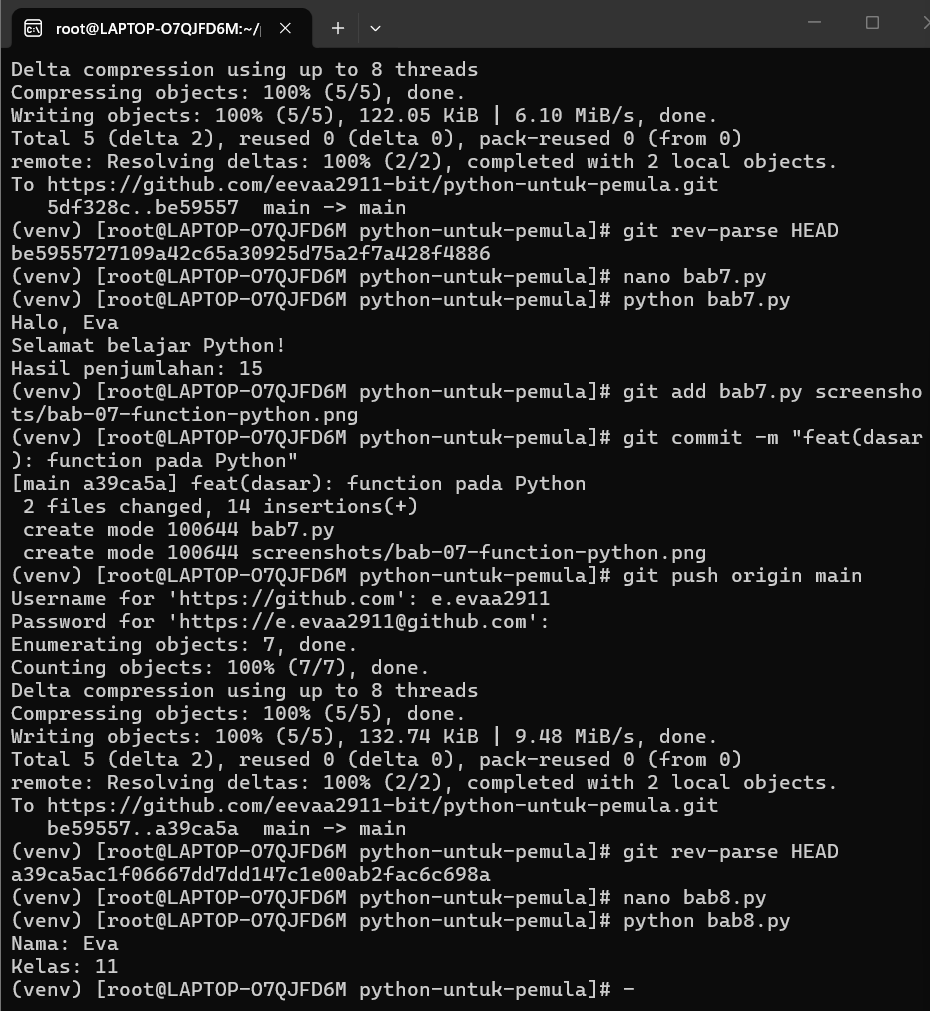 root@LAPTOP-O7QJFD6M:~/
Delta compression using up to 8 threads
Compressing objects: 100% (5/5), done.
Writing objects: 100% (5/5), 122.05 KiB | 6.10 MiB/s, done.
Total 5 (delta 2), reused 0 (delta 0), pack-reused 0 (from 0)
remote: Resolving deltas: 100% (2/2), completed with 2 local objects.
To https://github.com/eevaa2911-bit/python-untuk-pemula.git
   5df328c..be59557  main -> main
(venv) [root@LAPTOP-O7QJFD6M python-untuk-pemula]# git rev-parse HEAD
be5955727109a42c65a30925d75a2f7a428f4886
(venv) [root@LAPTOP-O7QJFD6M python-untuk-pemula]# nano bab7.py
(venv) [root@LAPTOP-O7QJFD6M python-untuk-pemula]# python bab7.py
Halo, Eva
Selamat belajar Python!
Hasil penjumlahan: 15
(venv) [root@LAPTOP-O7QJFD6M python-untuk-pemula]# git add bab7.py screensho
ts/bab-07-function-python.png
(venv) [root@LAPTOP-O7QJFD6M python-untuk-pemula]# git commit -m "feat(dasar
): function pada Python"
[main a39ca5a] feat(dasar): function pada Python
 2 files changed, 14 insertions(+)
 create mode 100644 bab7.py
 create mode 100644 screenshots/bab-07-function-python.png
(venv) [root@LAPTOP-O7QJFD6M python-untuk-pemula]# git push origin main
Username for 'https://github.com': e.evaa2911
Password for 'https://e.evaa2911@github.com':
Enumerating objects: 7, done.
Counting objects: 100% (7/7), done.
Delta compression using up to 8 threads
Compressing objects: 100% (5/5), done.
Writing objects: 100% (5/5), 132.74 KiB | 9.48 MiB/s, done.
Total 5 (delta 2), reused 0 (delta 0), pack-reused 0 (from 0)
remote: Resolving deltas: 100% (2/2), completed with 2 local objects.
To https://github.com/eevaa2911-bit/python-untuk-pemula.git
   be59557..a39ca5a  main -> main
(venv) [root@LAPTOP-O7QJFD6M python-untuk-pemula]# git rev-parse HEAD
a39ca5ac1f06667dd7dd147c1e00ab2fac6c698a
(venv) [root@LAPTOP-O7QJFD6M python-untuk-pemula]# nano bab8.py
(venv) [root@LAPTOP-O7QJFD6M python-untuk-pemula]# python bab8.py
Nama: Eva
Kelas: 11
(venv) [root@LAPTOP-O7QJFD6M python-untuk-pemula]# -